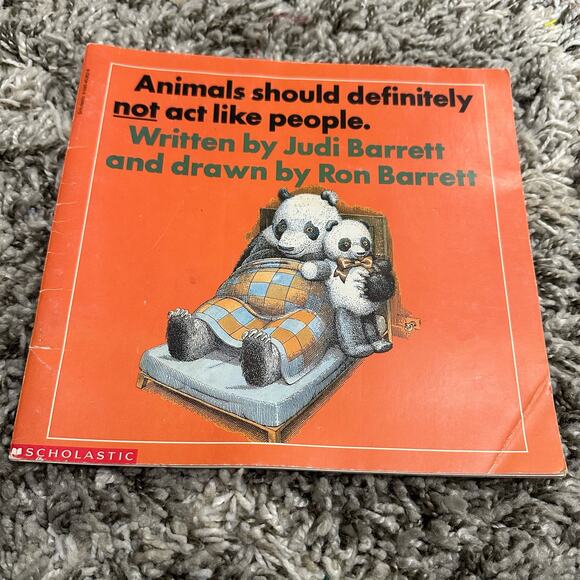 Animals should definitely
not act like people.
Written by Judi Barrett
and drawn by Ron Barrett
SCHOLASTIC